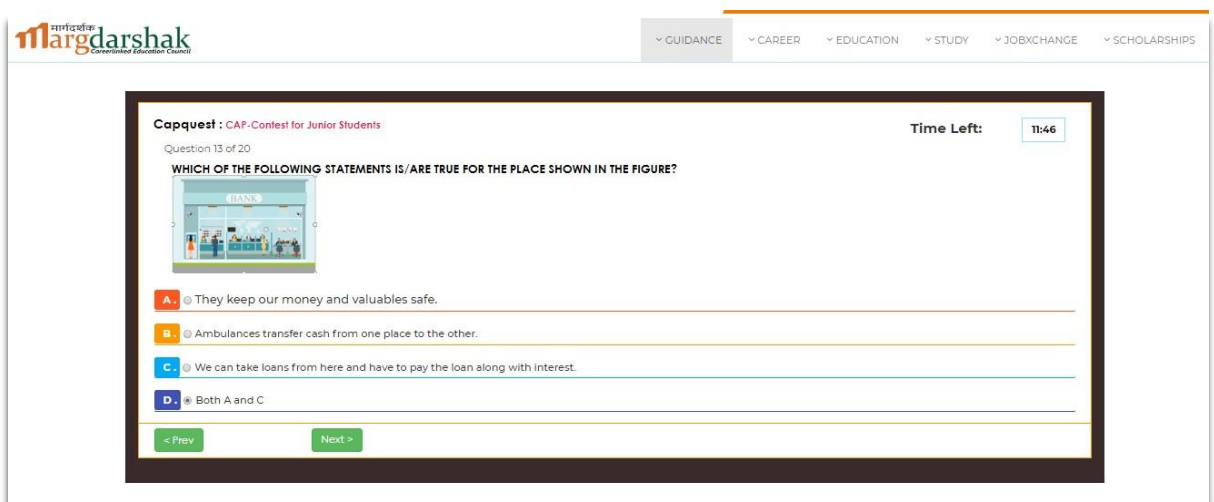 मार्गदर्शक
Margdarshak
Careerlinked Education Council
GUIDANCE CAREER EDUCATION STUDY JOBXCHANGE SCHOLARSHIPS
Capquest : CAP-Contest for Junior Students
Time Left: 11:46
Question 13 of 20
WHICH OF THE FOLLOWING STATEMENTS IS/ARE TRUE FOR THE PLACE SHOWN IN THE FIGURE?
BANK
A. They keep our money and valuables safe.
B. Ambulances transfer cash from one place to the other.
C. We can take loans from here and have to pay the loan along with interest.
D. Both A and C
< Prev Next >